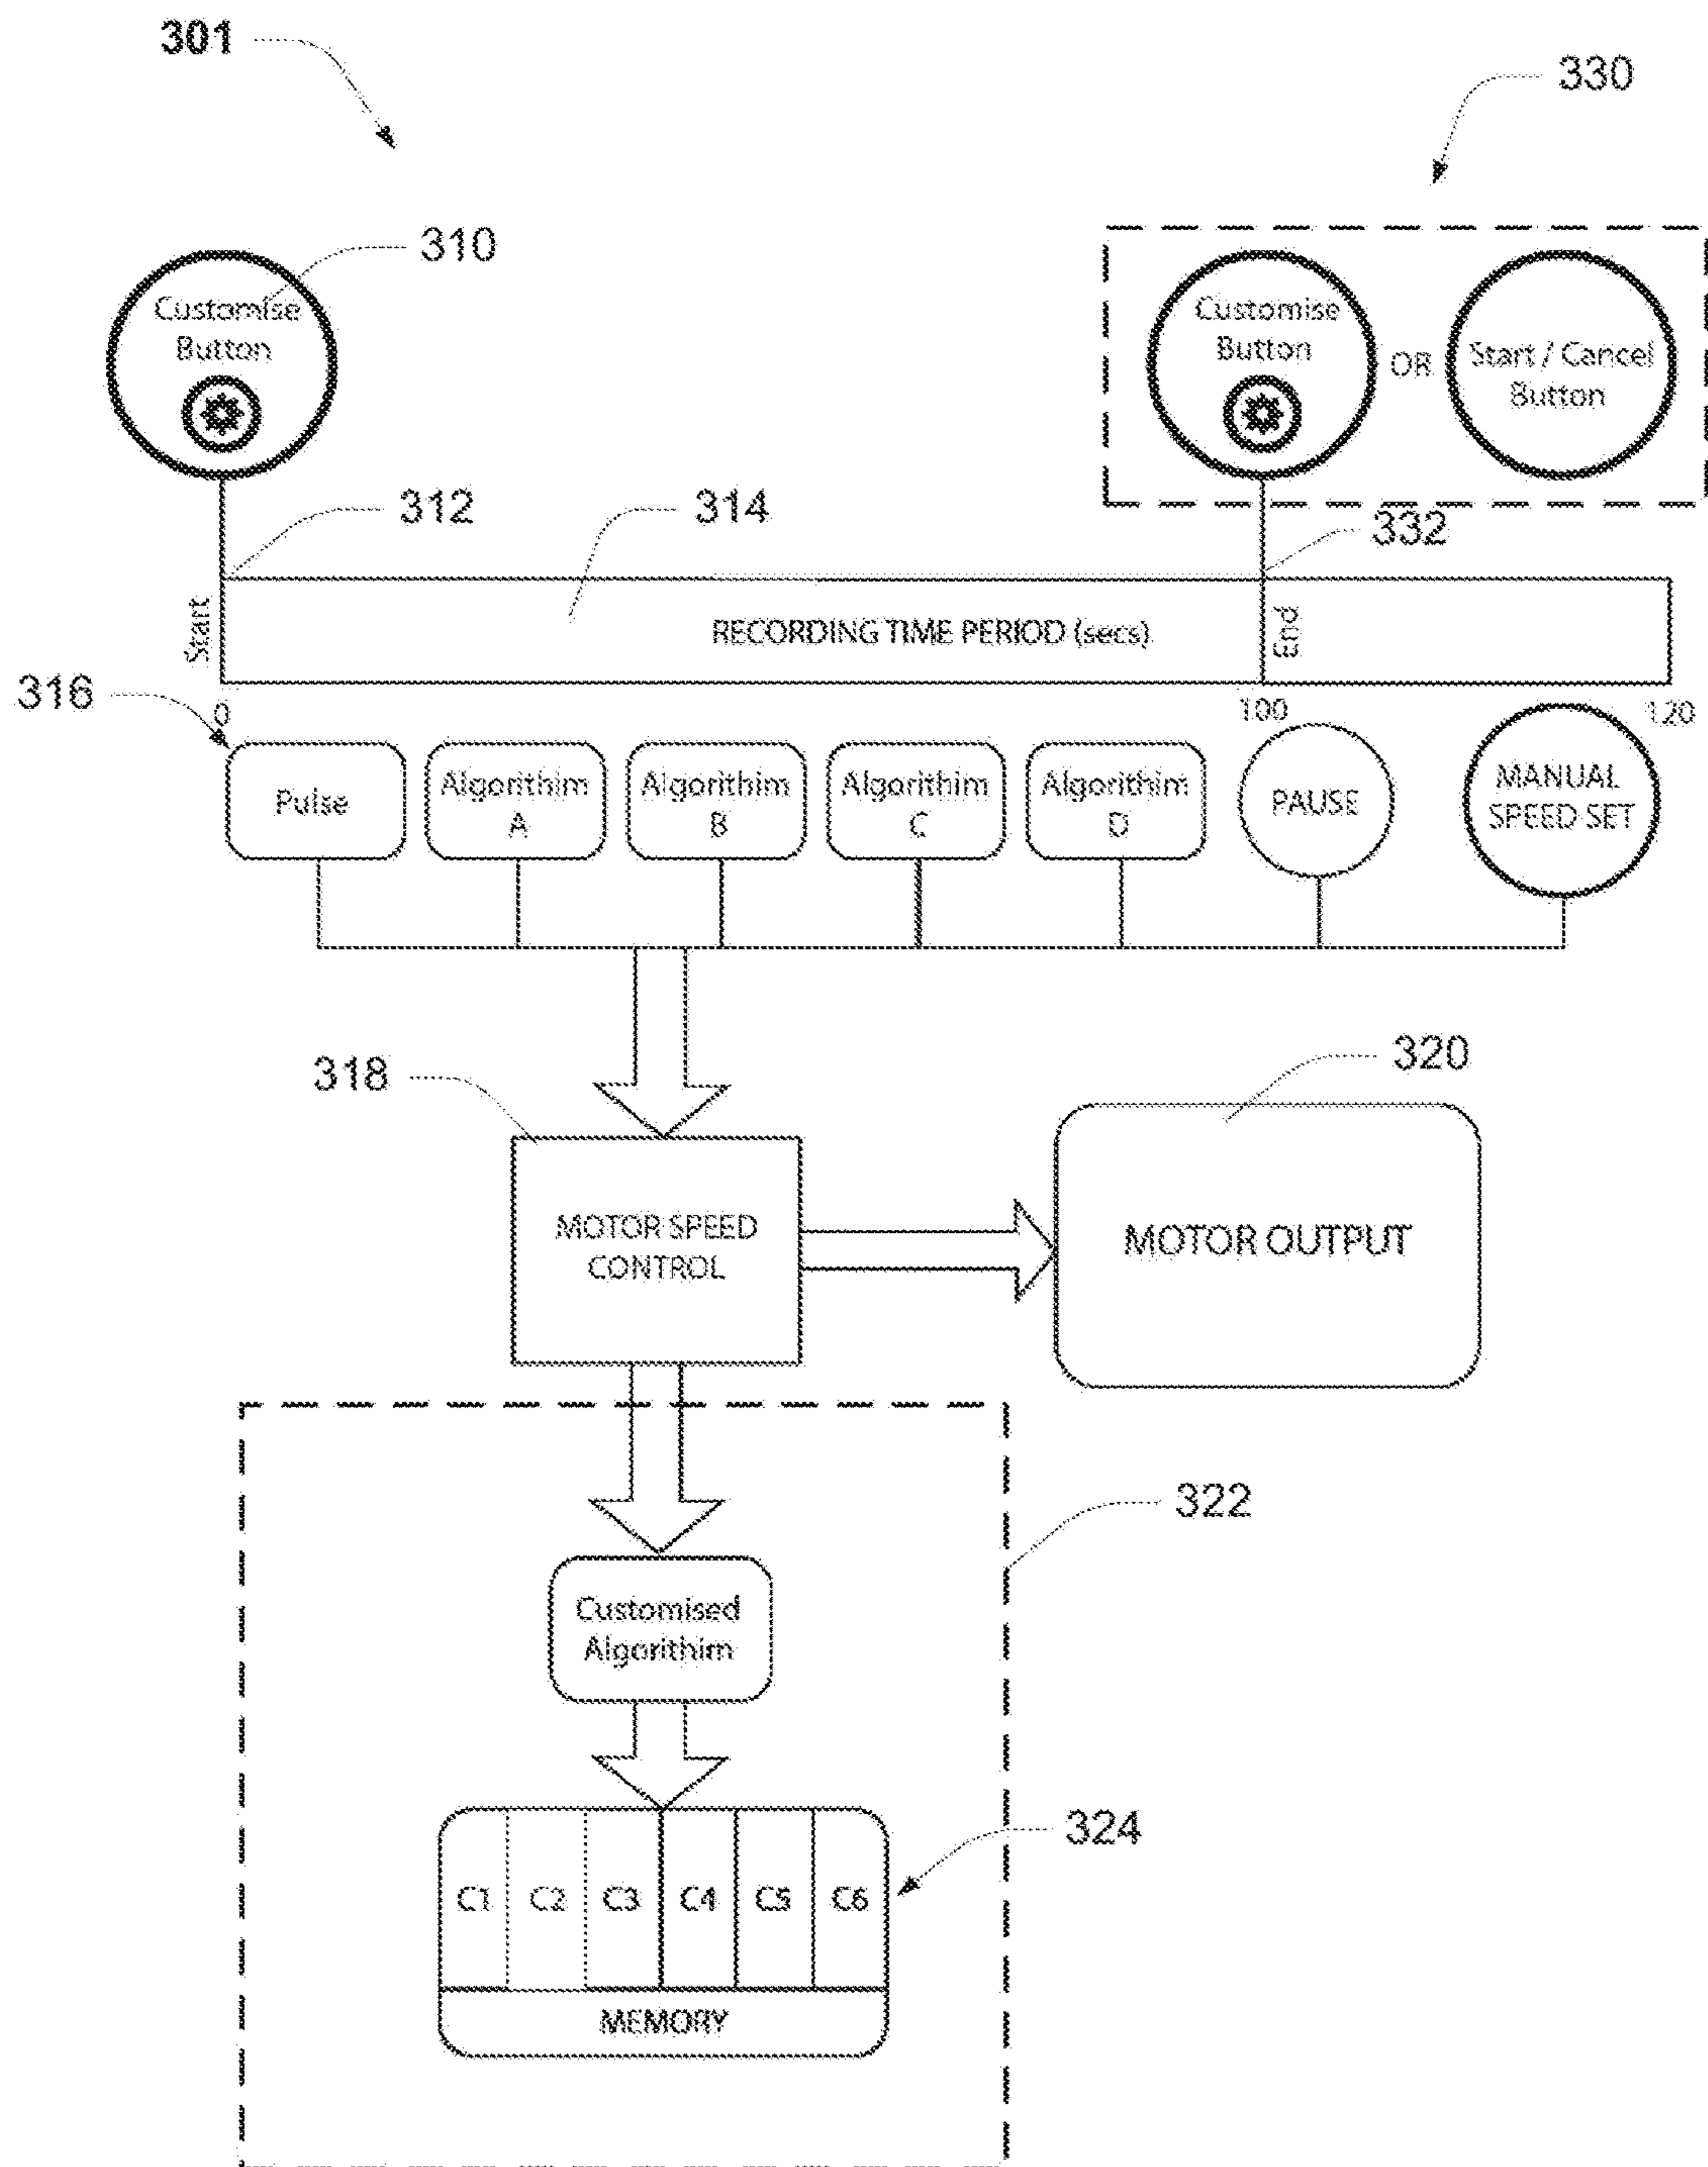 301
330
310
Customise
Button
Customise
Button
OR
Start / Cancel
Button
312
314
332
Start
RECORDING TIME PERIOD (secs)
End
316
0
100
120
Pulse
Algorithim
A
Algorithim
B
Algorithim
C
Algorithim
D
PAUSE
MANUAL
SPEED SET
318
320
MOTOR SPEED
CONTROL
MOTOR OUTPUT
322
Customised
Algorithim
324
C1 C2 C3 C4 C5 C6
MEMORY